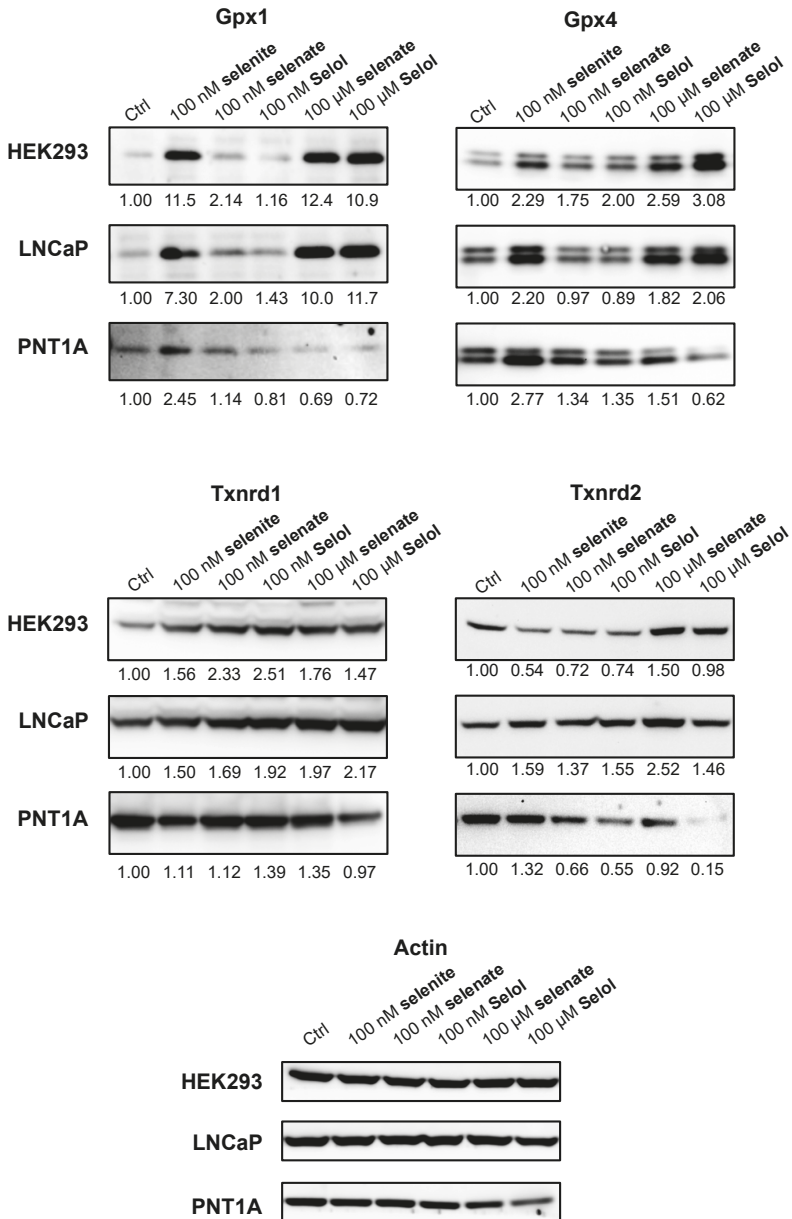 Gpx1
Ctrl
100 nM selenite
100 nM selenate
100 nM Selol
100 µM selenate
100 µM Selol
HEK293
1.00 11.5 2.14 1.16 12.4 10.9
LNCaP
1.00 7.30 2.00 1.43 10.0 11.7
PNT1A
1.00 2.45 1.14 0.81 0.69 0.72
Gpx4
Ctrl
100 nM selenite
100 nM selenate
100 nM Selol
100 µM selenate
100 µM Selol
1.00 2.29 1.75 2.00 2.59 3.08
1.00 2.20 0.97 0.89 1.82 2.06
1.00 2.77 1.34 1.35 1.51 0.62
Txnrd1
Ctrl
100 nM selenite
100 nM selenate
100 nM Selol
100 µM selenate
100 µM Selol
HEK293
1.00 1.56 2.33 2.51 1.76 1.47
LNCaP
1.00 1.50 1.69 1.92 1.97 2.17
PNT1A
1.00 1.11 1.12 1.39 1.35 0.97
Txnrd2
Ctrl
100 nM selenite
100 nM selenate
100 nM Selol
100 µM selenate
100 µM Selol
1.00 0.54 0.72 0.74 1.50 0.98
1.00 1.59 1.37 1.55 2.52 1.46
1.00 1.32 0.66 0.55 0.92 0.15
Actin
Ctrl
100 nM selenite
100 nM selenate
100 nM Selol
100 µM selenate
100 µM Selol
HEK293
LNCaP
PNT1A